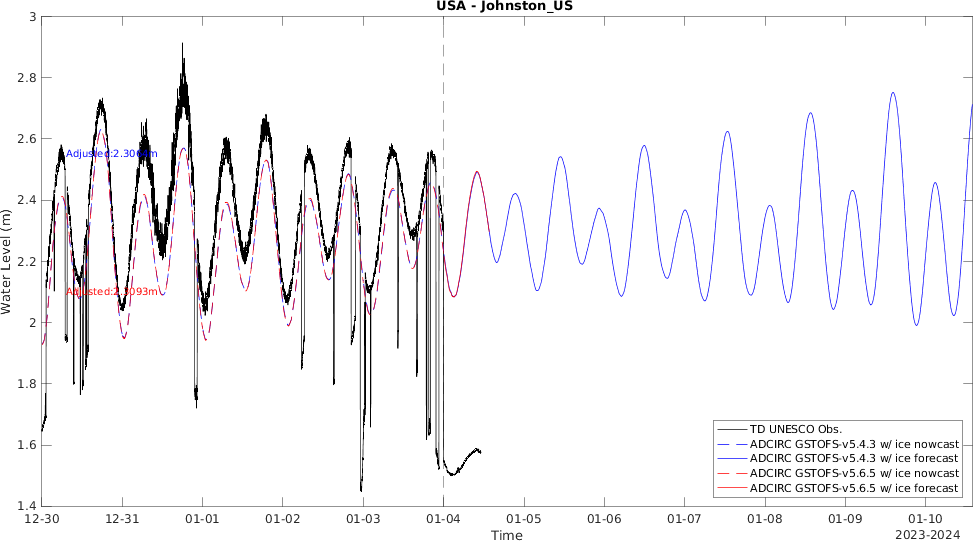 USA - Johnston_US
3
2.8
2.6
2.4
2.2
2
1.8
1.6
1.4
Water Level (m)
Adjusted:2.306 m
Adjusted:2.3093m
TD UNESCO Obs.
ADCIRC GSTOFS-v5.4.3 w/ ice nowcast
ADCIRC GSTOFS-v5.4.3 w/ ice forecast
ADCIRC GSTOFS-v5.6.5 w/ ice nowcast
ADCIRC GSTOFS-v5.6.5 w/ ice forecast
12-30 12-31 01-01 01-02 01-03 01-04 01-05 01-06 01-07 01-08 01-09 01-10
Time
2023-2024